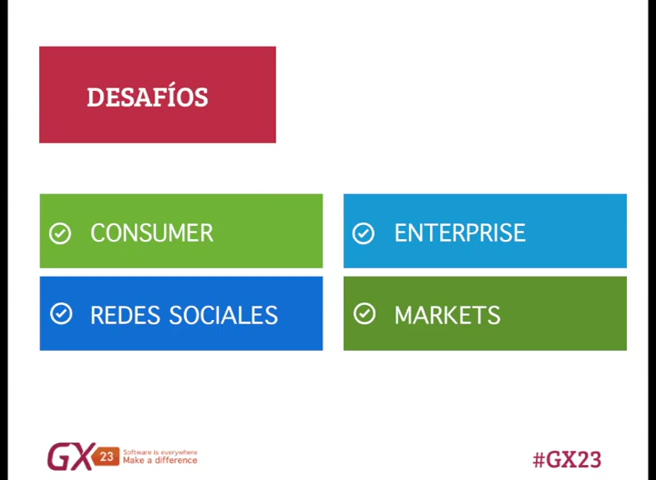 DESAFÍOS
CONSUMER
ENTERPRISE
REDES SOCIALES
MARKETS
GX 23 Software is everywhere
Make a difference
#GX23